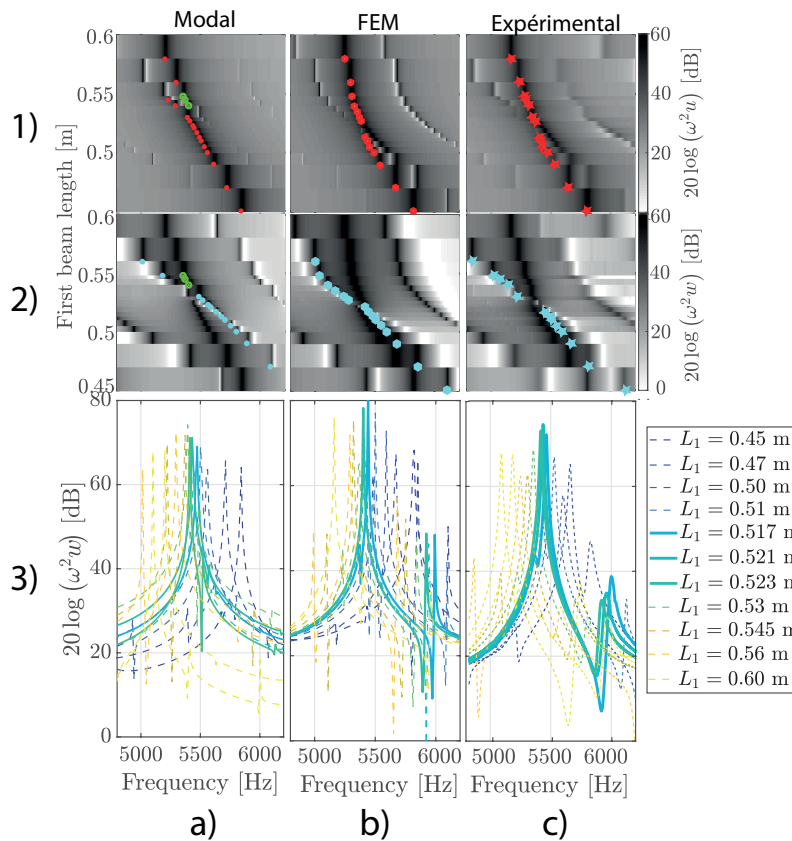 Modal
FEM
Expérimental
1)
2)
3)
First beam length [m]
0.6
0.55
0.5
0.6
0.55
0.5
0.45
60
40
20
0
20 log (ω²u) [dB]
60
40
20
0
20 log (ω²w) [dB]
80
60
40
20
0
20 log (ω²w) [dB]
5000 5500 6000
5000 5500 6000
5000 5500 6000
Frequency [Hz]
Frequency [Hz]
Frequency [Hz]
a)
b)
c)
L₁ = 0.45 m
L₁ = 0.47 m
L₁ = 0.50 m
L₁ = 0.51 m
L₁ = 0.517 m
L₁ = 0.521 m
L₁ = 0.523 m
L₁ = 0.53 m
L₁ = 0.545 m
L₁ = 0.56 m
L₁ = 0.60 m